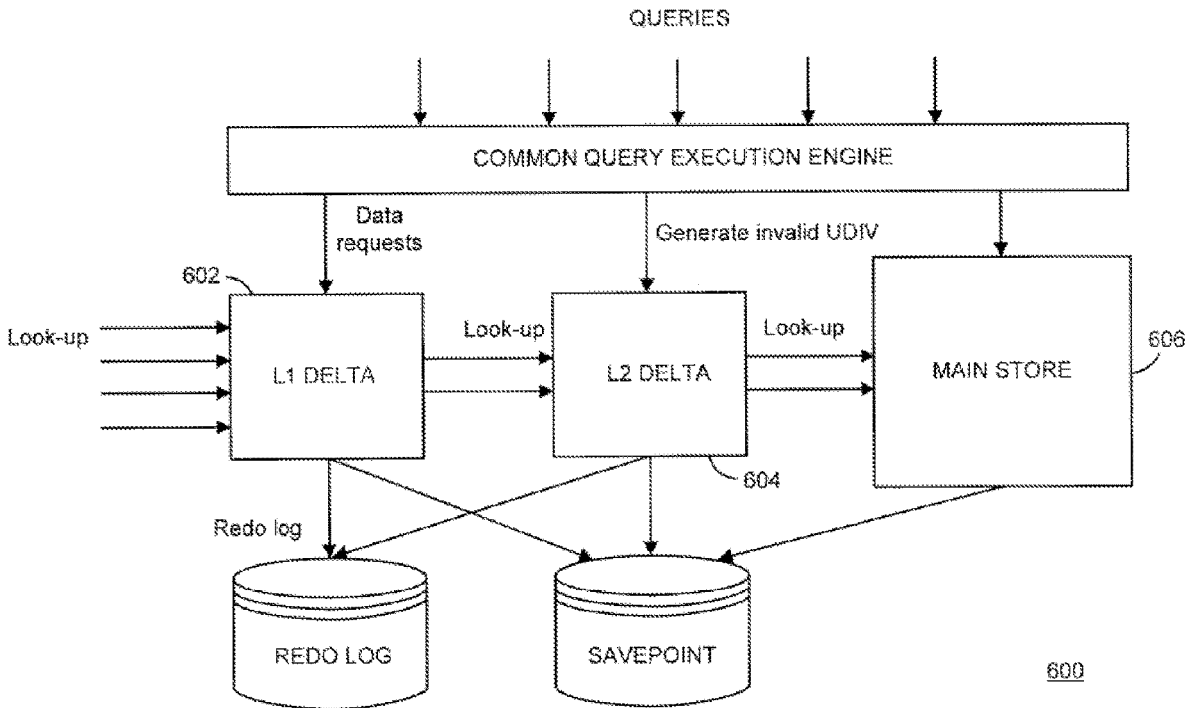 QUERIES
COMMON QUERY EXECUTION ENGINE
Data
requests
Generate invalid UDIV
602
Look-up
L1 DELTA
Look-up
L2 DELTA
Look-up
MAIN STORE
606
604
Redo log
REDO LOG
SAVEPOINT
600